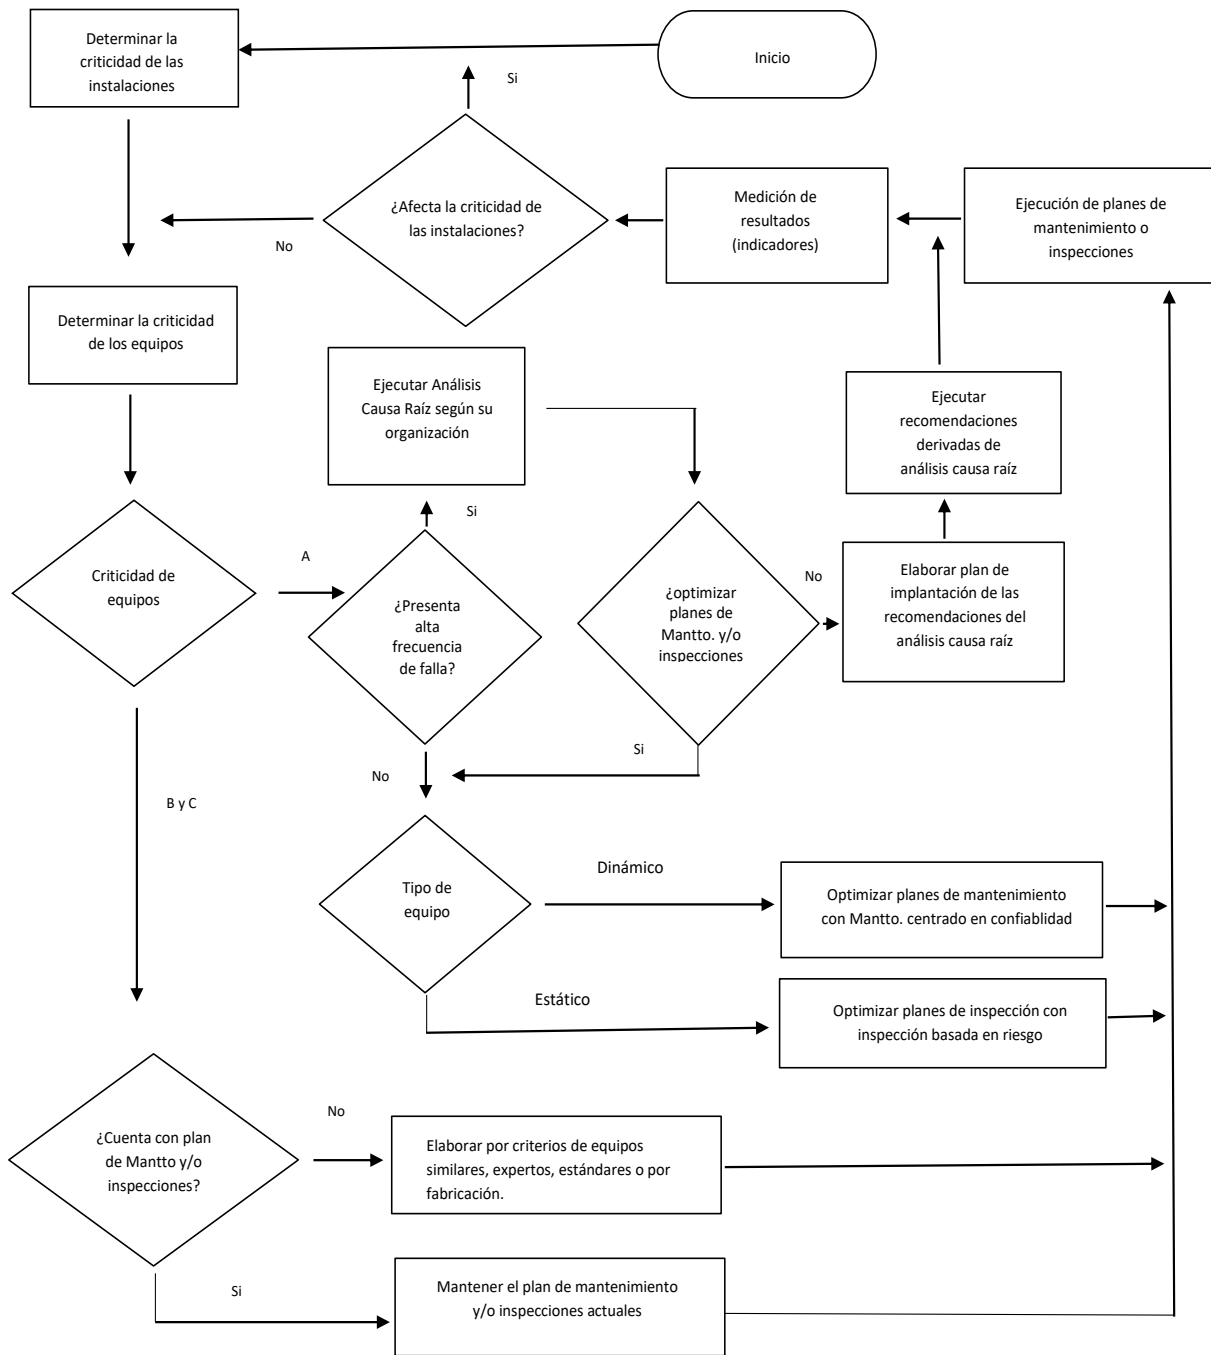 Determinar la
criticidad de las
instalaciones
Inicio
Si
¿Afecta la criticidad de
las instalaciones?
No
Medición de
resultados
(indicadores)
Ejecución de planes de
mantenimiento o
inspecciones
Determinar la criticidad
de los equipos
Ejecutar Análisis
Causa Raíz según su
organización
Ejecutar
recomendaciones
derivadas de
análisis causa raíz
Si
Criticidad de
equipos
A
¿Presenta
alta
frecuencia
de falla?
¿optimizar
planes de
Mantto. y/o
inspecciones
No
Elaborar plan de
implantación de las
recomendaciones del
análisis causa raíz
Si
No
B y C
Tipo de
equipo
Dinámico
Optimizar planes de mantenimiento
con Mantto. centrado en confiablidad
Estático
Optimizar planes de inspección con
inspección basada en riesgo
¿Cuenta con plan
de Mantto y/o
inspecciones?
No
Elaborar por criterios de equipos
similares, expertos, estándares o por
fabricación.
Si
Mantener el plan de mantenimiento
y/o inspecciones actuales